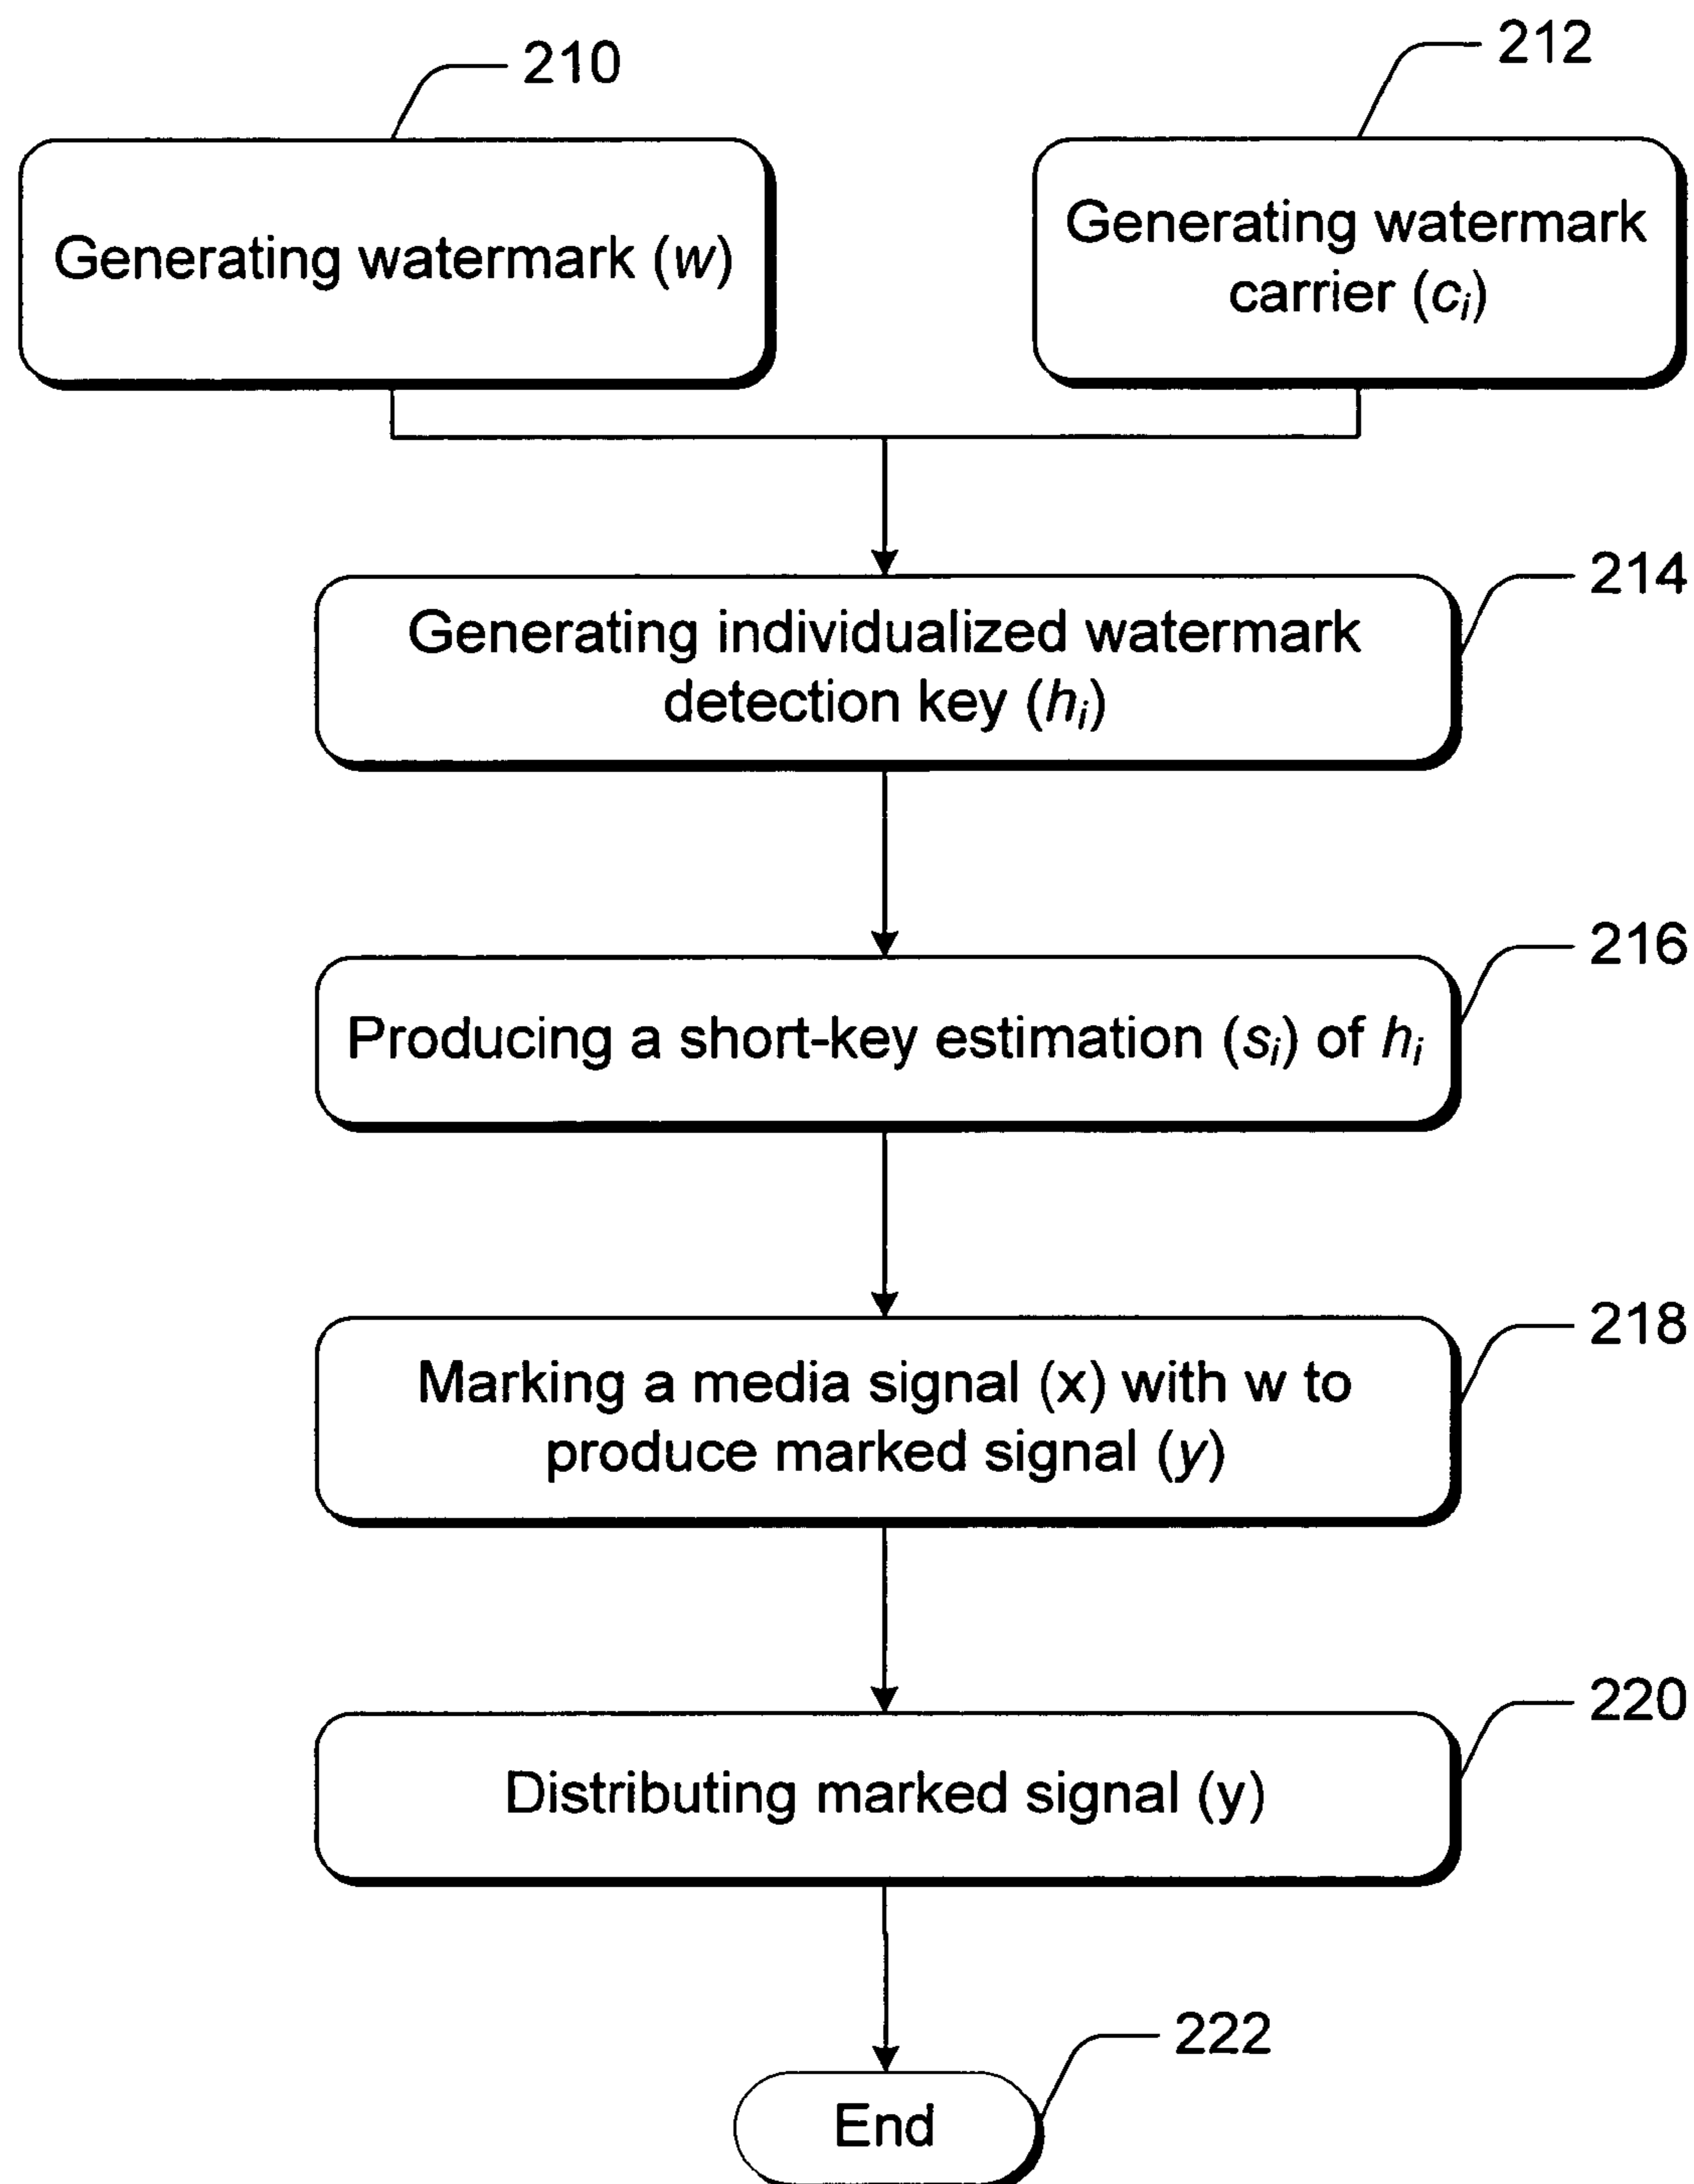 210
212
Generating watermark (w)
Generating watermark
carrier (cᵢ)
214
Generating individualized watermark
detection key (hᵢ)
216
Producing a short-key estimation (sᵢ) of hᵢ
218
Marking a media signal (x) with w to
produce marked signal (y)
220
Distributing marked signal (y)
222
End